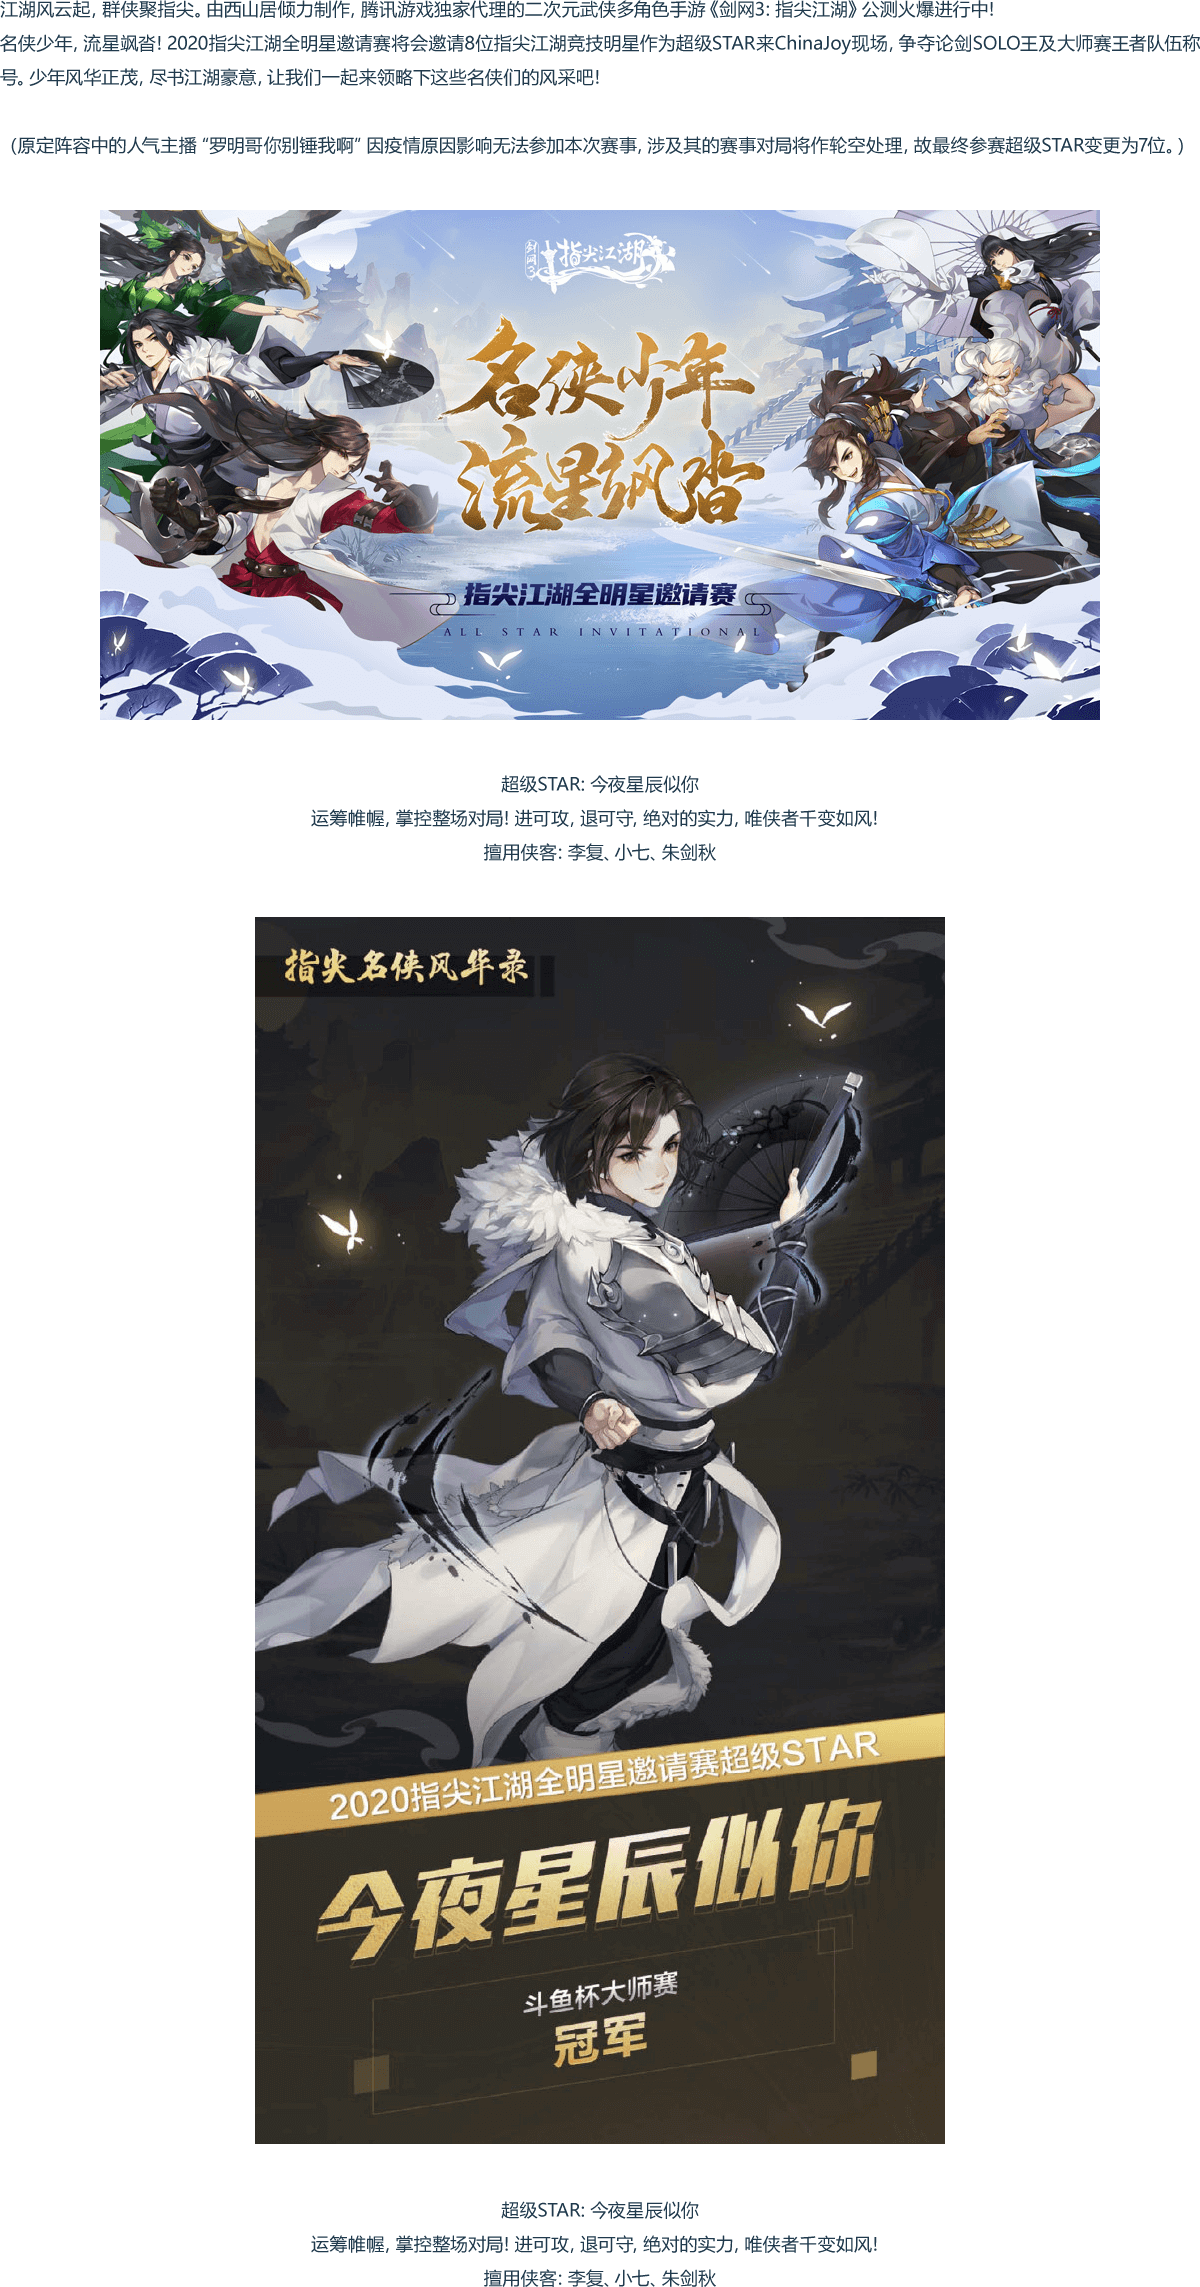 江湖风云起, 群侠聚指尖。由西山居倾力制作, 腾讯游戏独家代理的二次元武侠多角色手游《剑网3: 指尖江湖》公测火爆进行中!
名侠少年, 流星飒沓! 2020指尖江湖全明星邀请赛将会邀请8位指尖江湖竞技明星作为超级STAR来ChinaJoy现场, 争夺论剑SOLO王及大师赛王者队伍称
号。少年风华正茂, 尽书江湖豪意, 让我们一起来领略下这些名侠们的风采吧!
(原定阵容中的人气主播 “罗明哥你别锤我啊” 因疫情原因影响无法参加本次赛事, 涉及其的赛事对局将作轮空处理, 故最终参赛超级STAR变更为7位。)
剑网3 指尖江湖
名侠少年
流星飒沓
指尖江湖全明星邀请赛
ALL STAR INVITATIONAL
超级STAR: 今夜星辰似你
运筹帷幄, 掌控整场对局! 进可攻, 退可守, 绝对的实力, 唯侠者千变如风!
擅用侠客: 李复、小七、朱剑秋
指尖名侠风华录
2020指尖江湖全明星邀请赛超级STAR
今夜星辰似你
斗鱼杯大师赛
冠军
超级STAR: 今夜星辰似你
运筹帷幄, 掌控整场对局! 进可攻, 退可守, 绝对的实力, 唯侠者千变如风!
擅用侠客: 李复、小七、朱剑秋